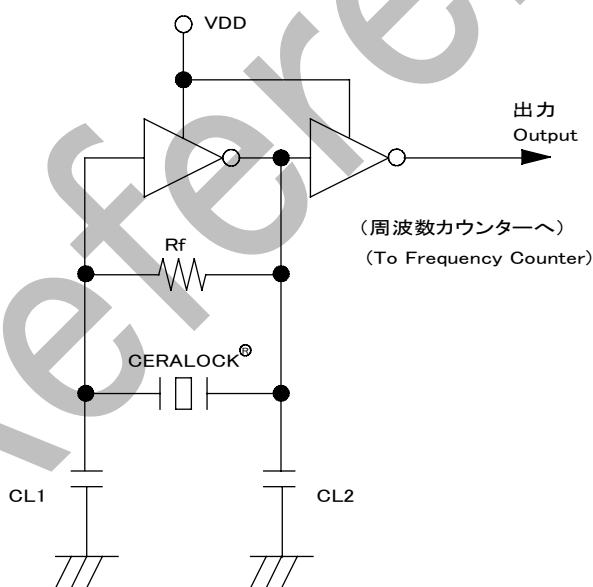 VDD
出力
Output
(周波数カウンターへ)
(To Frequency Counter)
Rf
CERALOCK®
CL1
CL2